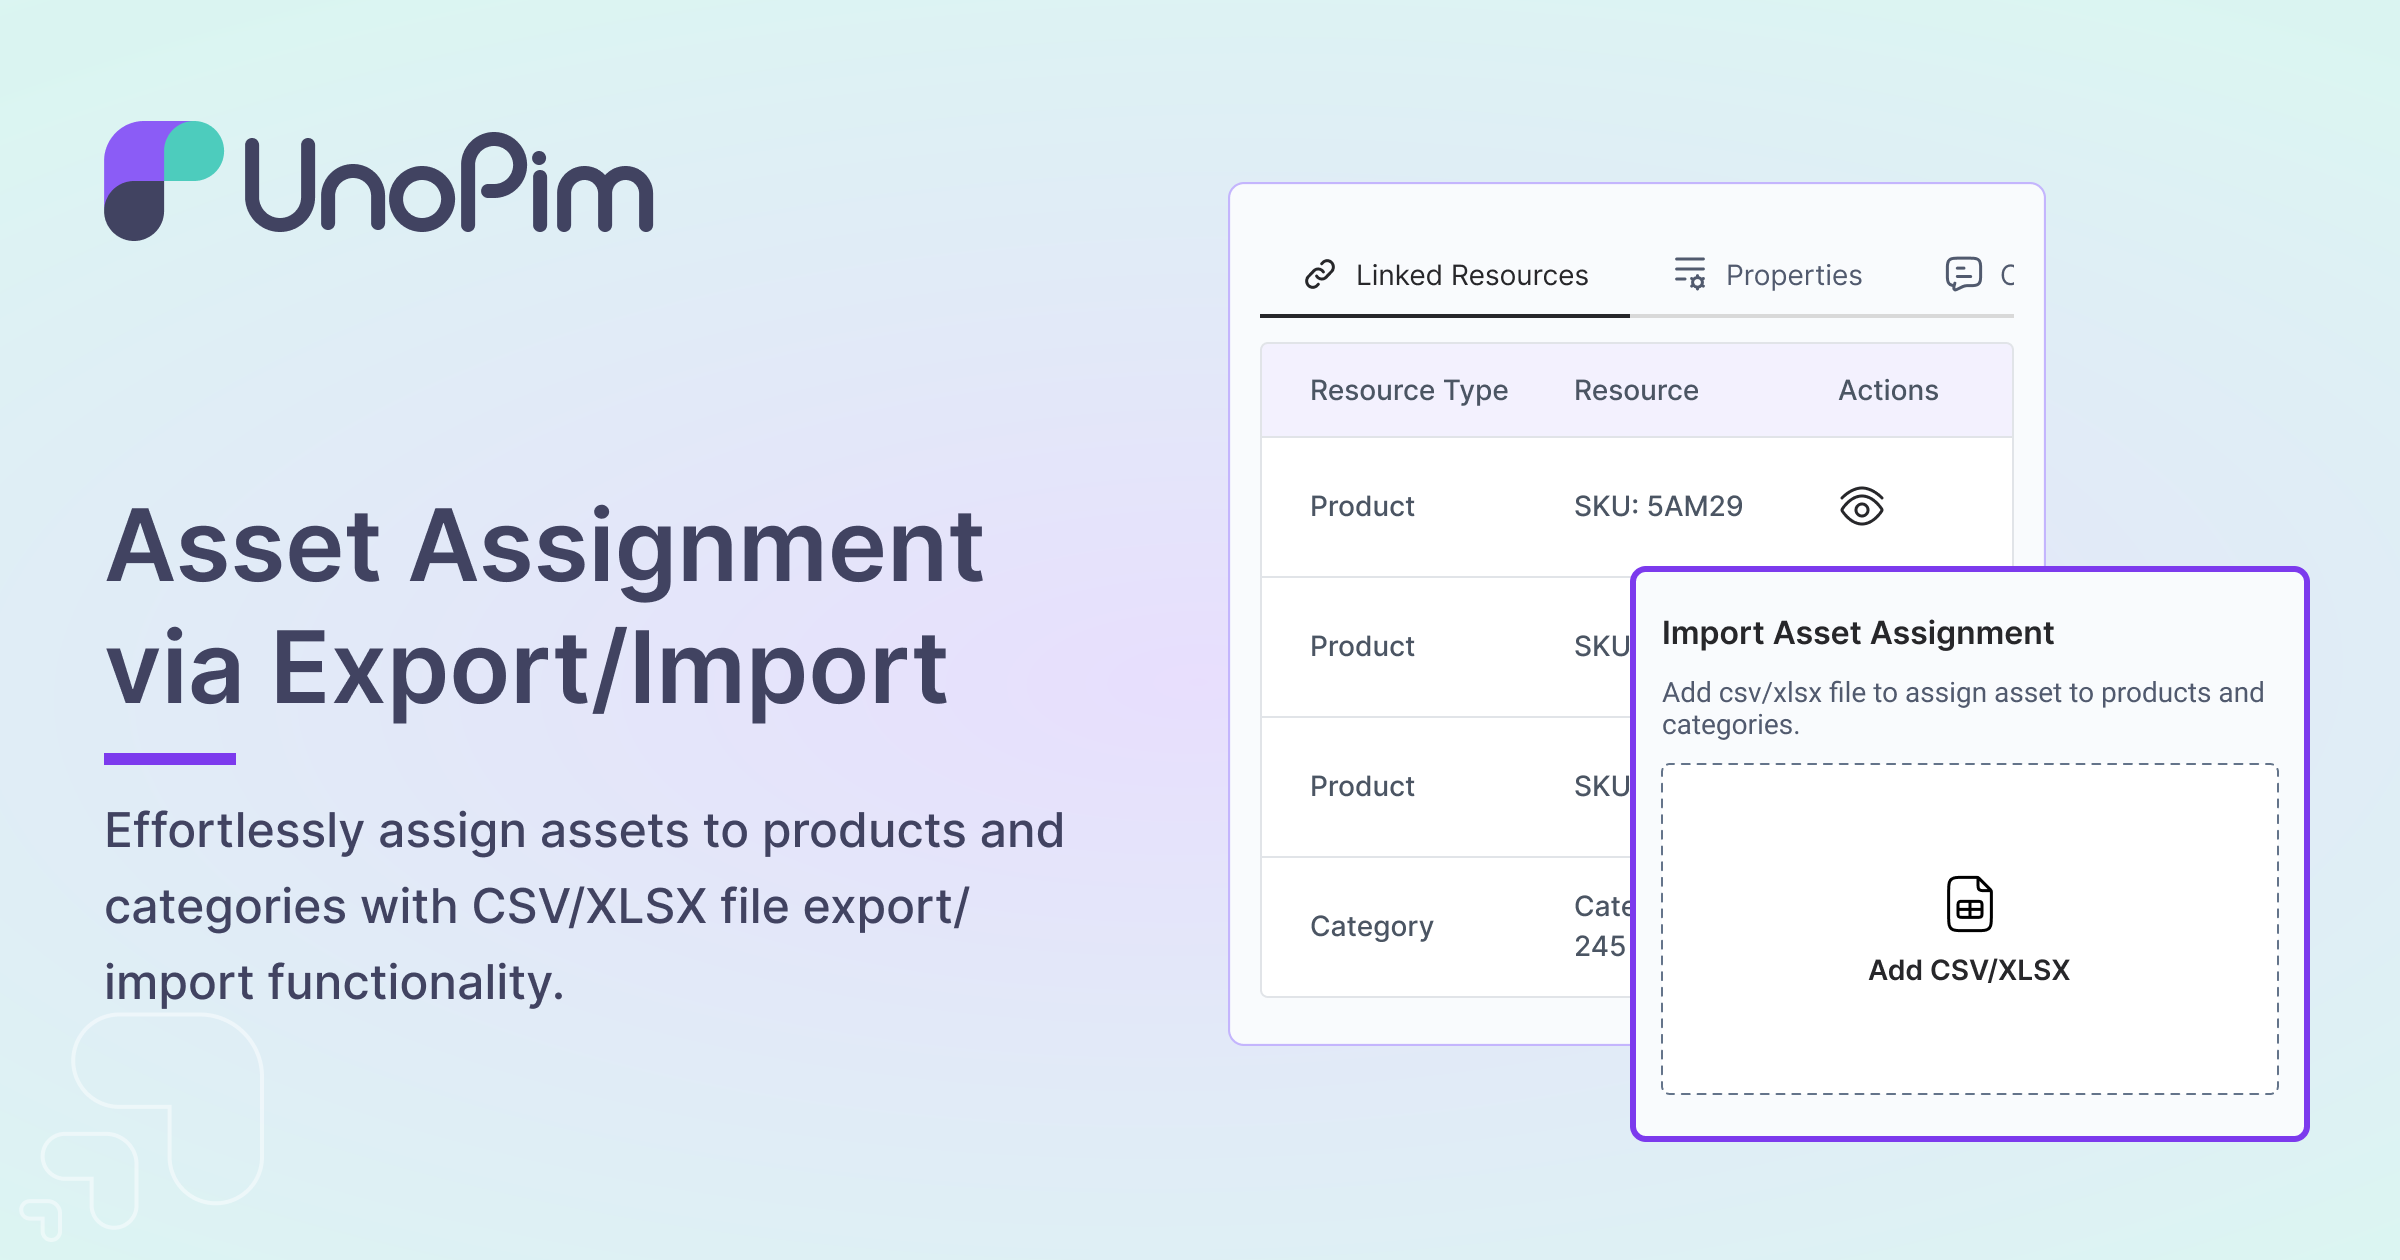 UnoPim
Asset Assignment
via Export/Import
Effortlessly assign assets to products and
categories with CSV/XLSX file export/
import functionality.
Linked Resources Properties
Resource Type Resource Actions
Product SKU: 5AM29
Product SKU
Product SKU
Category
245
Import Asset Assignment
Add csv/xlsx file to assign asset to products and
categories.
Add CSV/XLSX